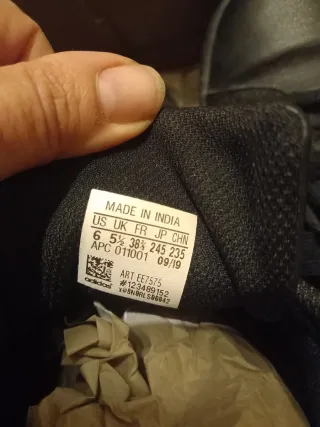 MADE IN INDIA
US UK FR JP CHN
6 5½ 38⅔ 245 235
APC 011001 09/19
adidas
ART EE7575
#123489152